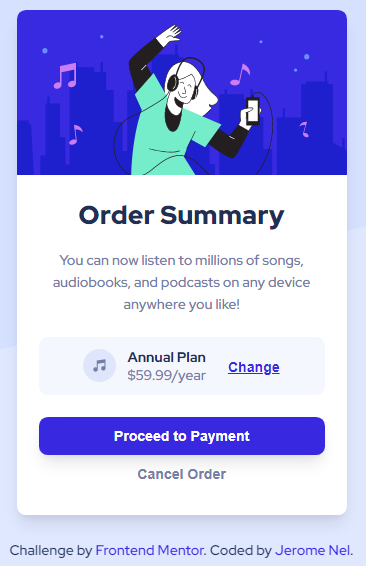 Order Summary
You can now listen to millions of songs,
audiobooks, and podcasts on any device
anywhere you like!
Annual Plan
$59.99/year
Change
Proceed to Payment
Cancel Order
Challenge by Frontend Mentor. Coded by Jerome Nel.